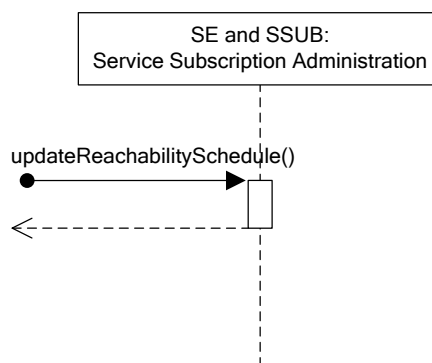 SE and SSUB:
Service Subscription Administration
updateReachabilitySchedule()